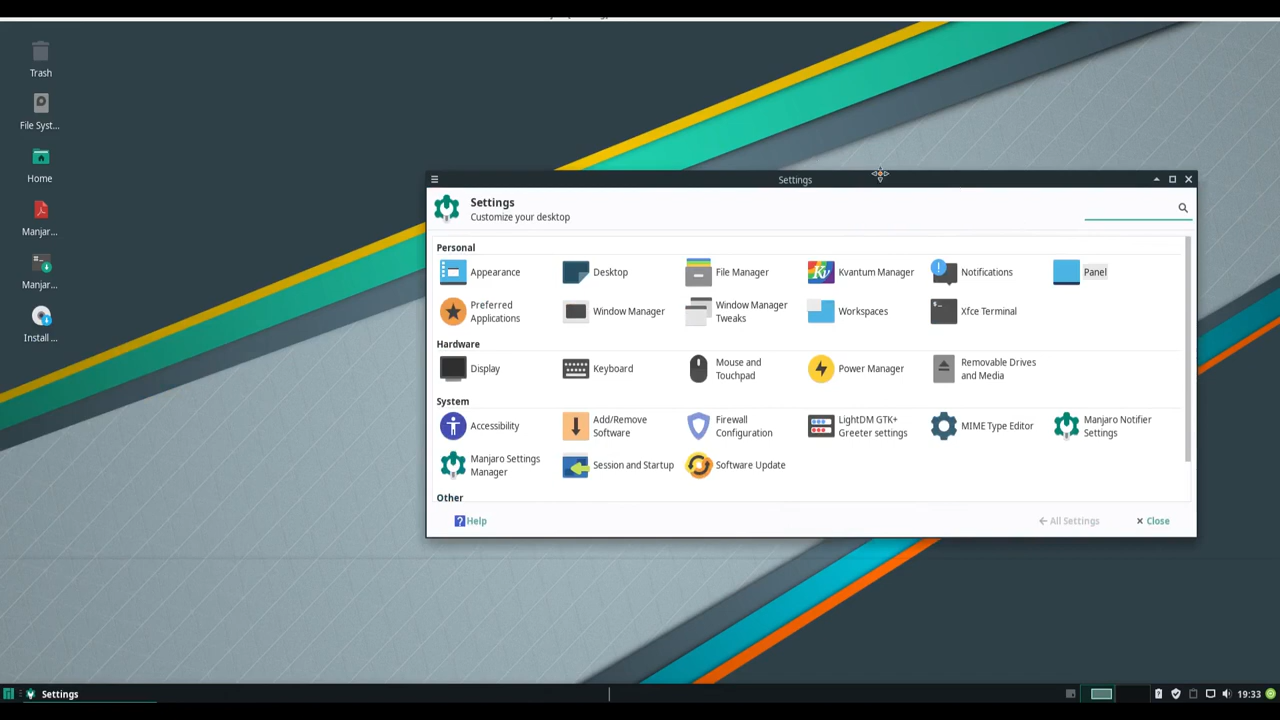 Trash
File Syst...
Home
Manjar...
Manjar...
Install ...
Settings
Settings
Customize your desktop
Personal
Appearance
Desktop
File Manager
Kv
Kvantum Manager
Notifications
Panel
Preferred
Applications
Window Manager
Window Manager
Tweaks
Workspaces
Xfce Terminal
Hardware
Display
Keyboard
Mouse and
Touchpad
Power Manager
Removable Drives
and Media
System
Accessibility
Add/Remove
Software
Firewall
Configuration
LightDM GTK+
Greeter settings
MIME Type Editor
Manjaro Notifier
Settings
Manjaro Settings
Manager
Session and Startup
Software Update
Other
? Help
All Settings
Close
Settings
19:33